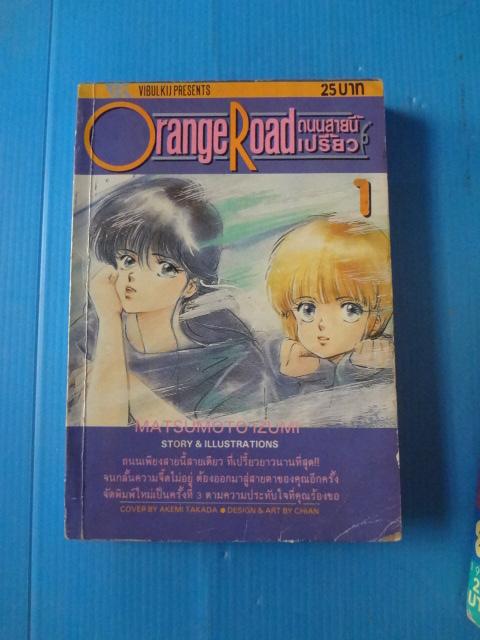 VIBULKIJ PRESENTS
25 บาท
Orange Road
ถนนสายนี้
เปรี้ยว
1
MATSUMOTO IZUMI
STORY & ILLUSTRATIONS
ถนนเพียงสายนี้สายเดียว ที่เปรี้ยวยาวนานที่สุด!!
จนกลั้นความจี๊ดไม่อยู่ ต้องออกมาสู่สายตาของคุณอีกครั้ง
จัดพิมพ์ใหม่เป็นครั้งที่ 3 ตามความประทับใจที่คุณร้องขอ
COVER BY AKEMI TAKADA ● DESIGN & ART BY CHIAN